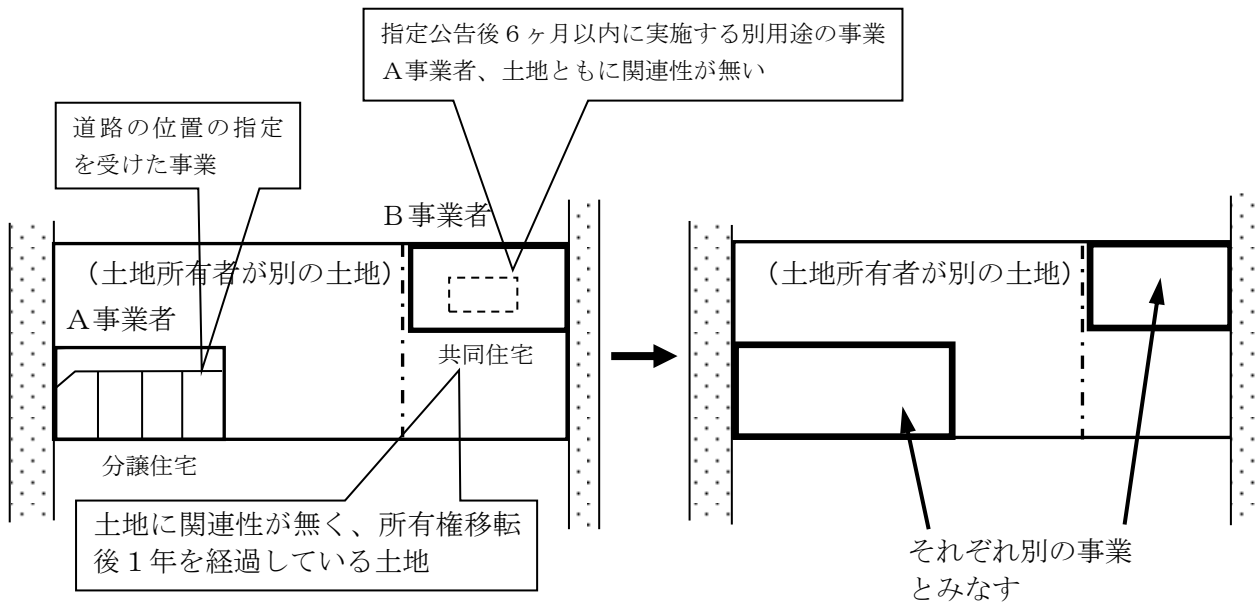 指定公告後６ヶ月以内に実施する別用途の事業
Ａ事業者、土地ともに関連性が無い
道路の位置の指定
を受けた事業
Ｂ事業者
（土地所有者が別の土地）
Ａ事業者
共同住宅
分譲住宅
土地に関連性が無く、所有権移転
後１年を経過している土地
（土地所有者が別の土地）
それぞれ別の事業
とみなす